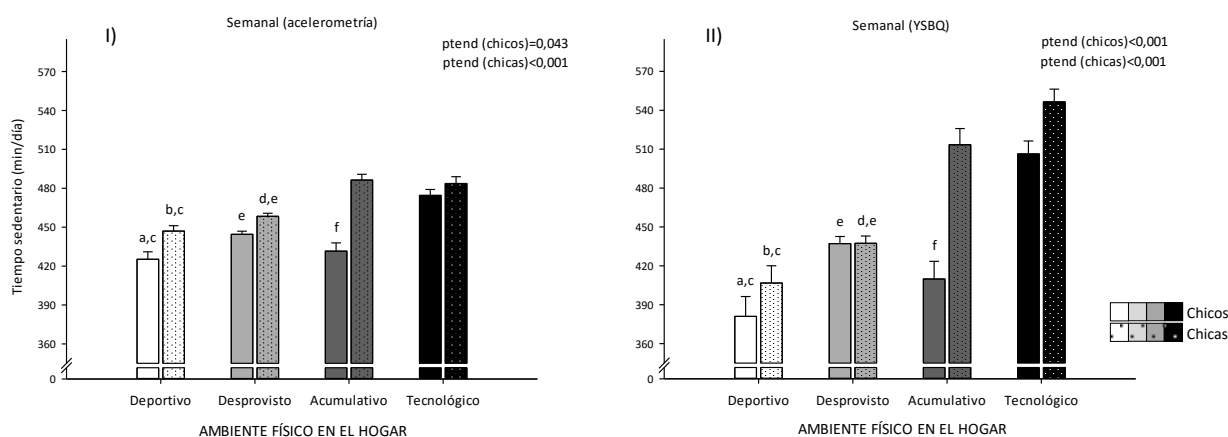 I)
Semanal (acelerometría)
ptend (chicos)=0,043
ptend (chicas)<0,001
Tiempo sedentario (min/día)
570
540
510
480
450
420
390
360
0
a,c
b,c
e
d,e
f
Deportivo
Desprovisto
Acumulativo
Tecnológico
AMBIENTE FÍSICO EN EL HOGAR
II)
Semanal (YSBQ)
ptend (chicos)<0,001
ptend (chicas)<0,001
570
540
510
480
450
420
390
360
0
a,c
b,c
e
d,e
f
Deportivo
Desprovisto
Acumulativo
Tecnológico
AMBIENTE FÍSICO EN EL HOGAR
Chicos
Chicas